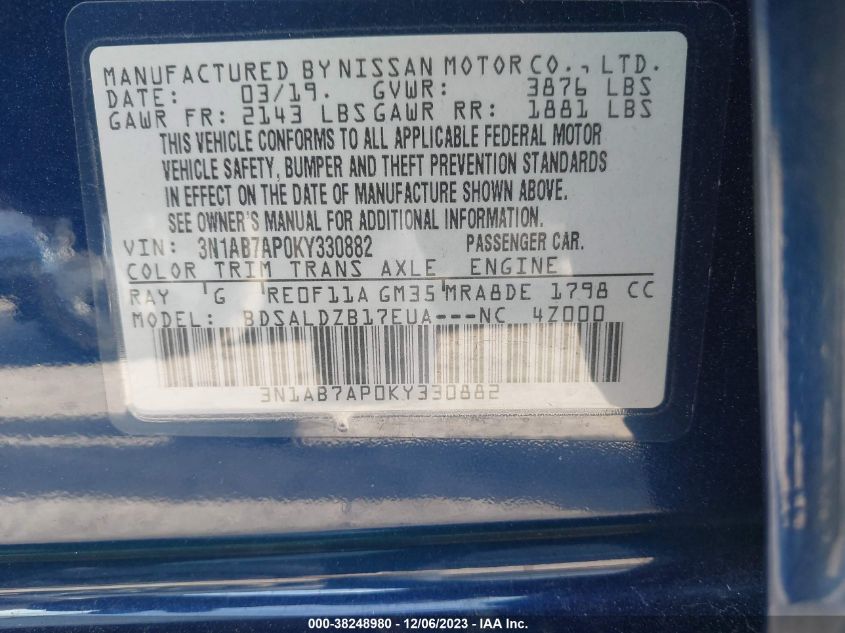 MANUFACTURED BY NISSAN MOTOR CO., LTD.
DATE: 03/19. GVWR: 3876 LBS
GAWR FR: 2143 LBS GAWR RR: 1881 LBS
THIS VEHICLE CONFORMS TO ALL APPLICABLE FEDERAL MOTOR
VEHICLE SAFETY, BUMPER AND THEFT PREVENTION STANDARDS
IN EFFECT ON THE DATE OF MANUFACTURE SHOWN ABOVE.
SEE OWNER'S MANUAL FOR ADDITIONAL INFORMATION.
VIN: 3N1AB7AP0KY330882 PASSENGER CAR.
COLOR TRIM TRANS AXLE ENGINE
RAY G RE0F11A GM35 MRA8DE 1798 CC
MODEL: BDSALDZB17EUA---NC 4Z000
3N1AB7AP0KY330882
000-38248980 - 12/06/2023 - IAA Inc.